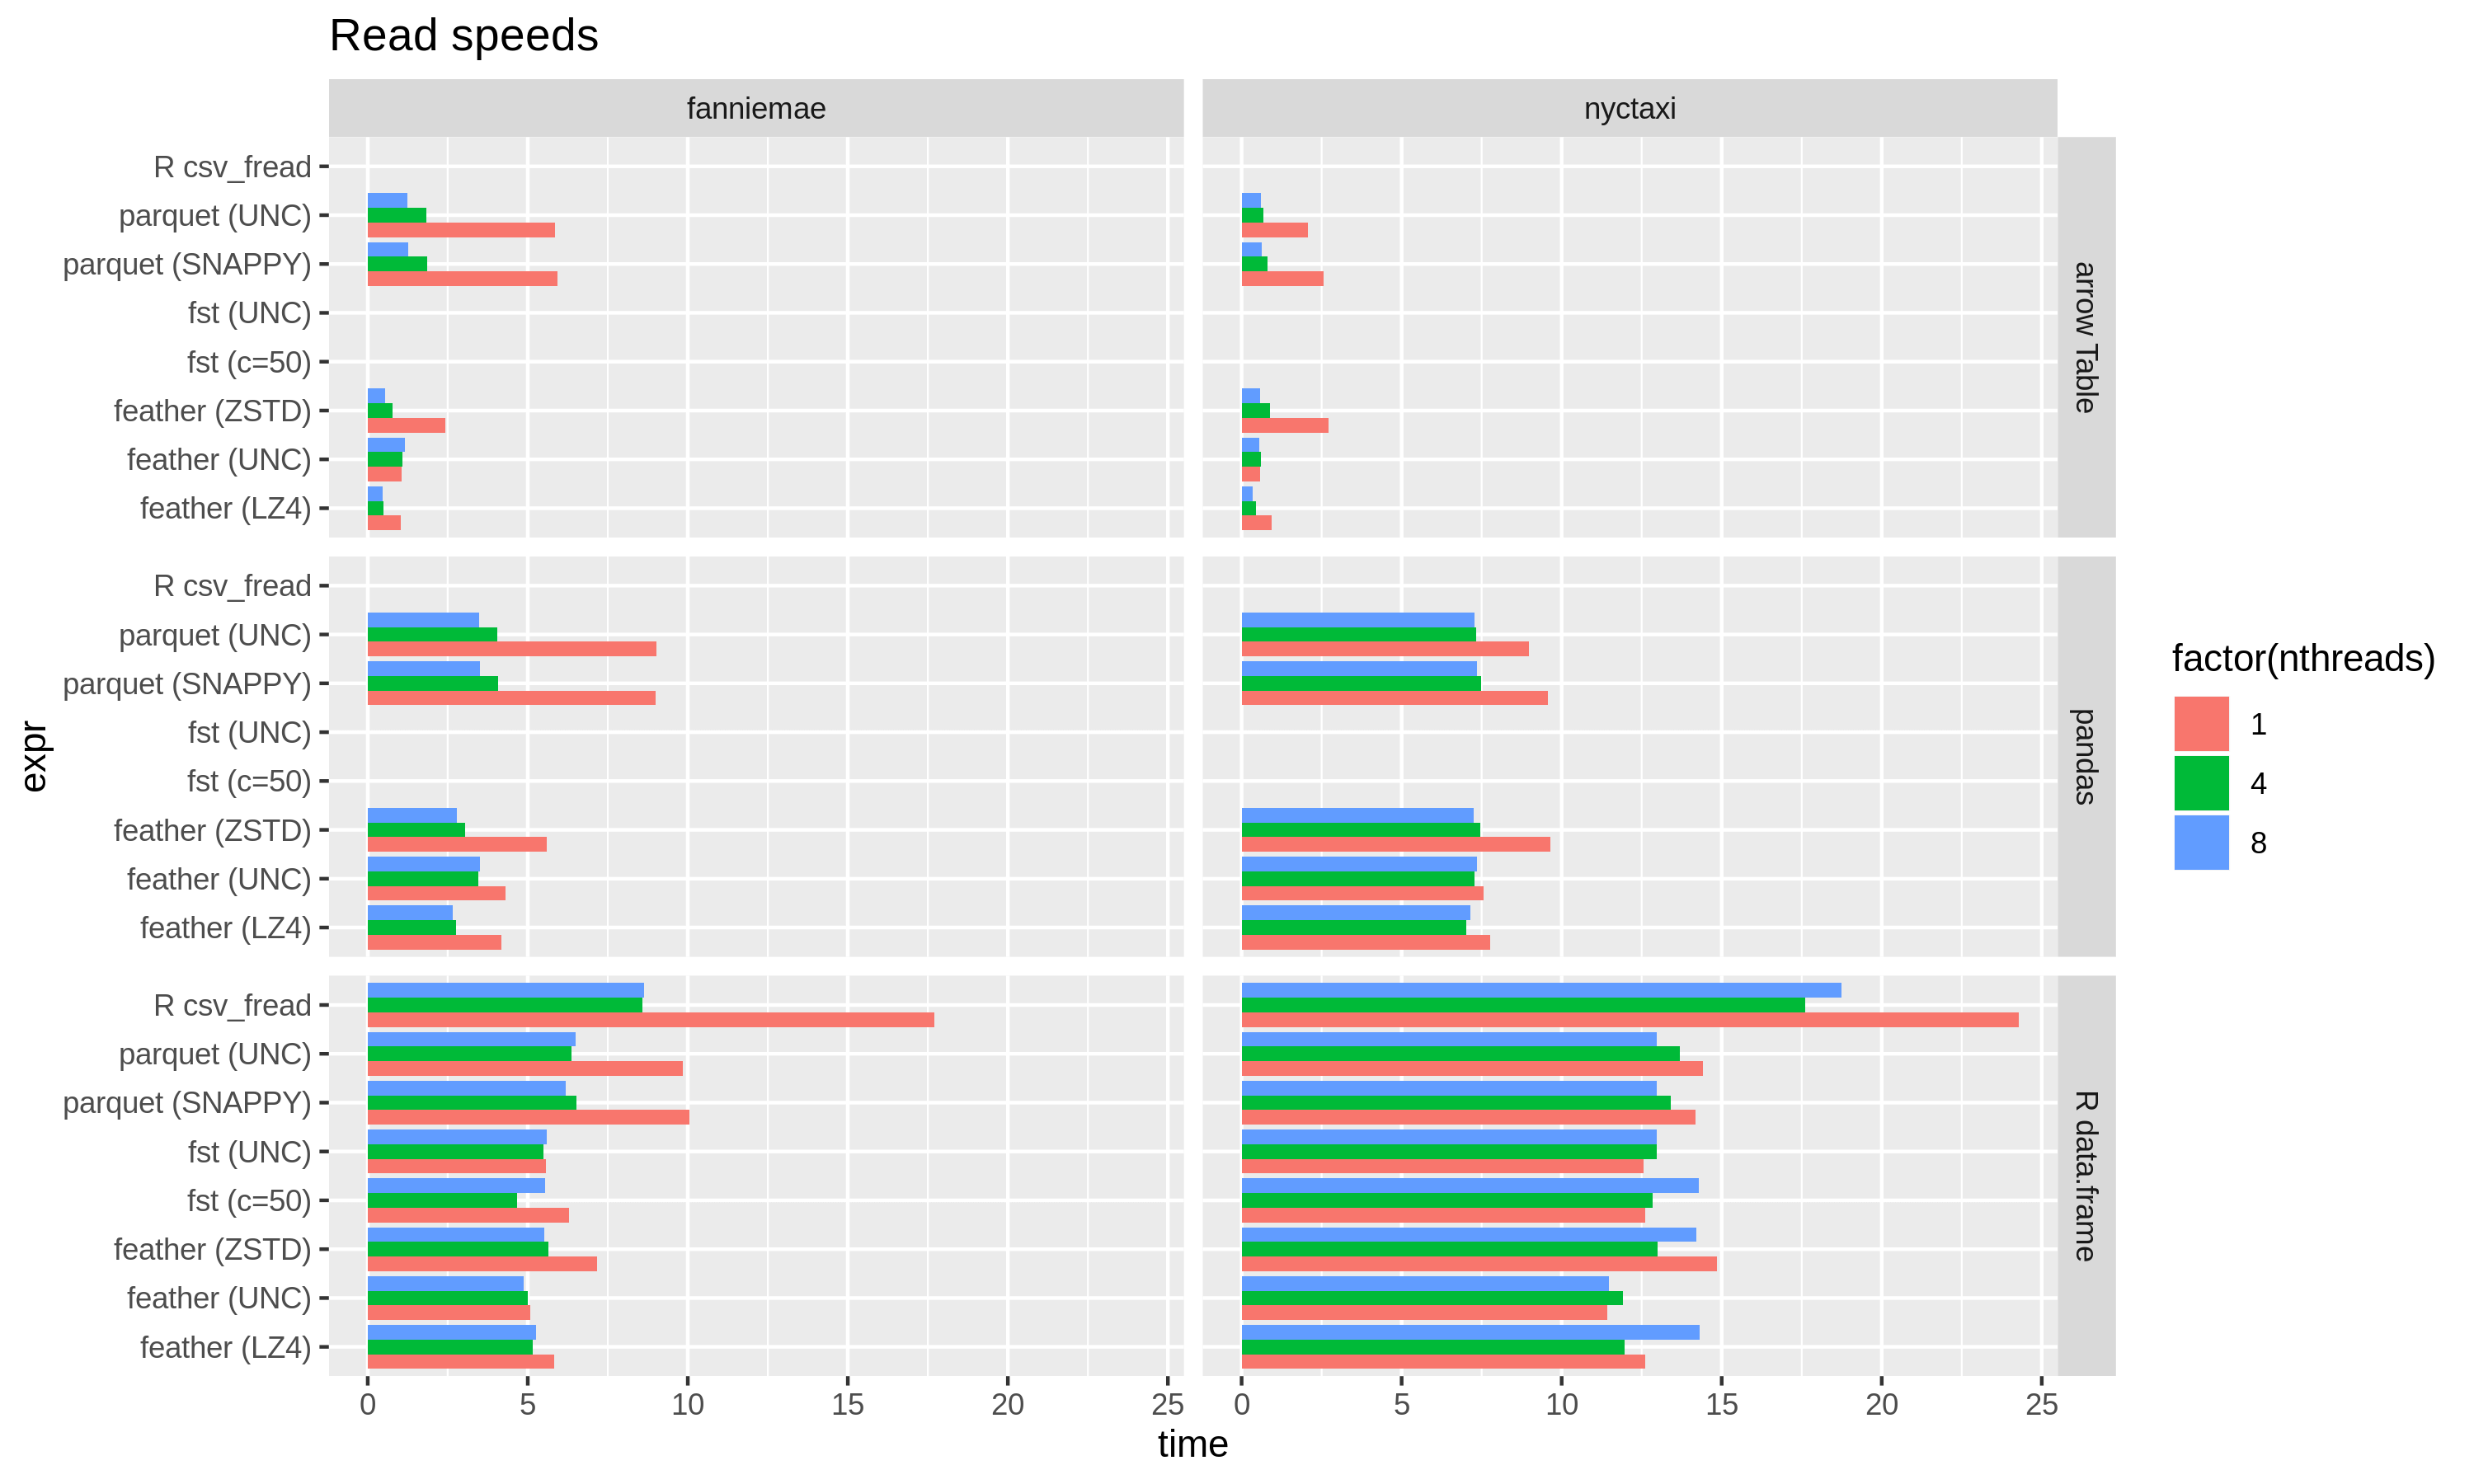 Read speeds
fanniemae
nyctaxi
R csv_fread
parquet (UNC)
parquet (SNAPPY)
fst (UNC)
fst (c=50)
feather (ZSTD)
feather (UNC)
feather (LZ4)
arrow Table
R csv_fread
parquet (UNC)
parquet (SNAPPY)
fst (UNC)
fst (c=50)
feather (ZSTD)
feather (UNC)
feather (LZ4)
pandas
R csv_fread
parquet (UNC)
parquet (SNAPPY)
fst (UNC)
fst (c=50)
feather (ZSTD)
feather (UNC)
feather (LZ4)
R data.frame
expr
0 5 10 15 20 25
0 5 10 15 20 25
time
factor(nthreads)
1
4
8